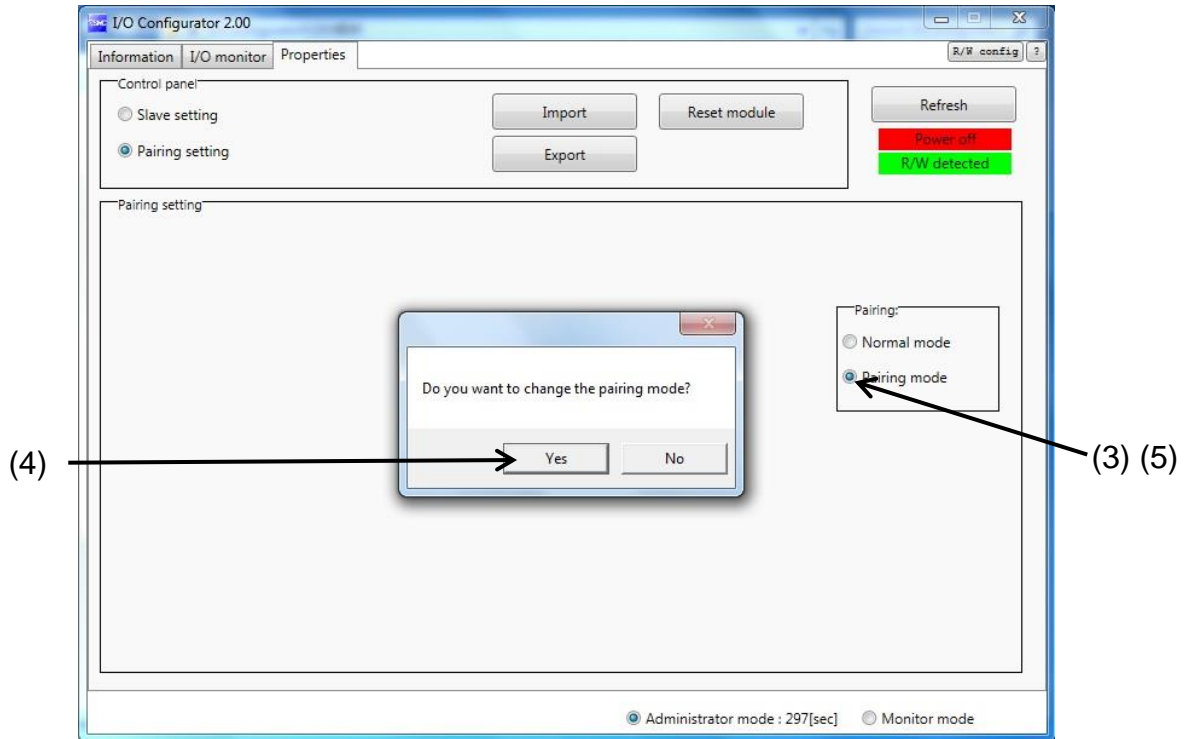 SMC I/O Configurator 2.00
Information I/O monitor Properties R/W config ?
Control panel
Slave setting Import Reset module Refresh
Power off
Pairing setting Export R/W detected
Pairing setting
Pairing:
Normal mode
Do you want to change the pairing mode? Pairing mode
(4) Yes No (3) (5)
Administrator mode : 297[sec] Monitor mode